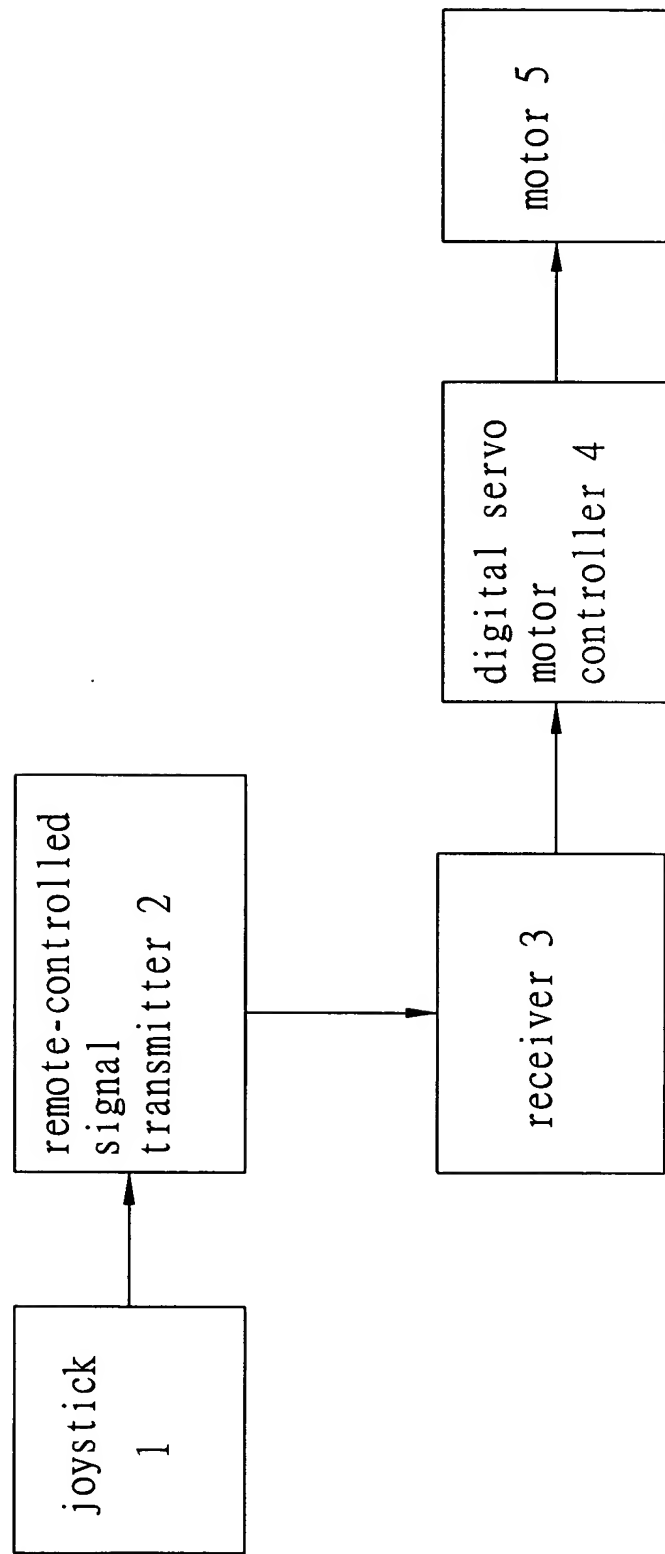 joystick
1
remote-controlled
signal
transmitter 2
receiver 3
digital servo
motor
controller 4
motor 5